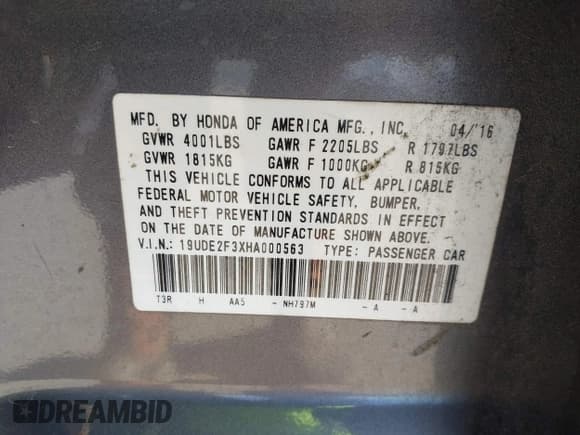 MFD. BY HONDA OF AMERICA MFG., INC. 04/'16
GVWR 4001LBS GAWR F 2205LBS R 1797LBS
GVWR 1815KG GAWR F 1000KG R 815KG
THIS VEHICLE CONFORMS TO ALL APPLICABLE
FEDERAL MOTOR VEHICLE SAFETY, BUMPER,
AND THEFT PREVENTION STANDARDS IN EFFECT
ON THE DATE OF MANUFACTURE SHOWN ABOVE.
V.I.N.: 19UDE2F3XHA000563 TYPE: PASSENGER CAR
T3R H AA5 - NH797M - A - A
DREAMBID